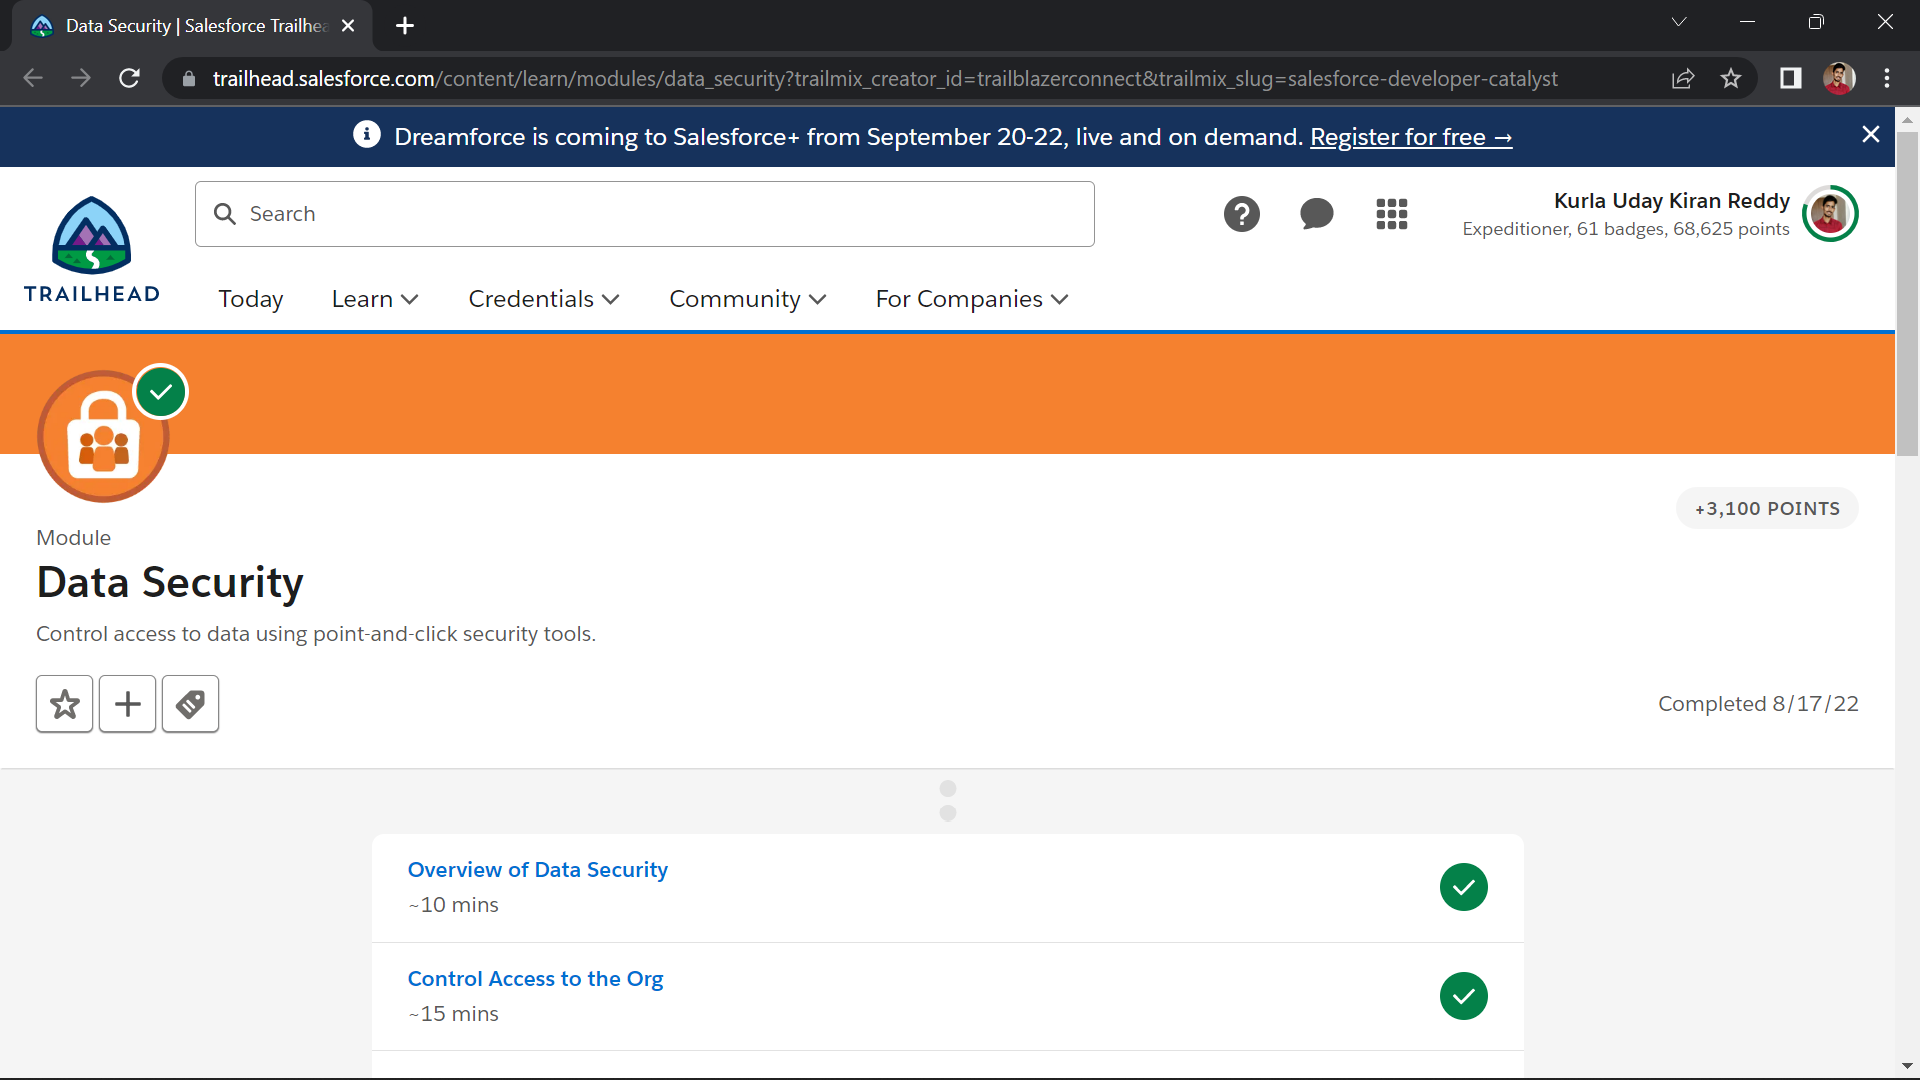 Data Security | Salesforce Trailhea
trailhead.salesforce.com/content/learn/modules/data_security?trailmix_creator_id=trailblazerconnect&trailmix_slug=salesforce-developer-catalyst
Dreamforce is coming to Salesforce+ from September 20-22, live and on demand. Register for free →
TRAILHEAD
Search
Kurla Uday Kiran Reddy
Expeditioner, 61 badges, 68,625 points
Today Learn Credentials Community For Companies
+3,100 POINTS
Module
Data Security
Control access to data using point-and-click security tools.
Completed 8/17/22
Overview of Data Security
~10 mins
Control Access to the Org
~15 mins